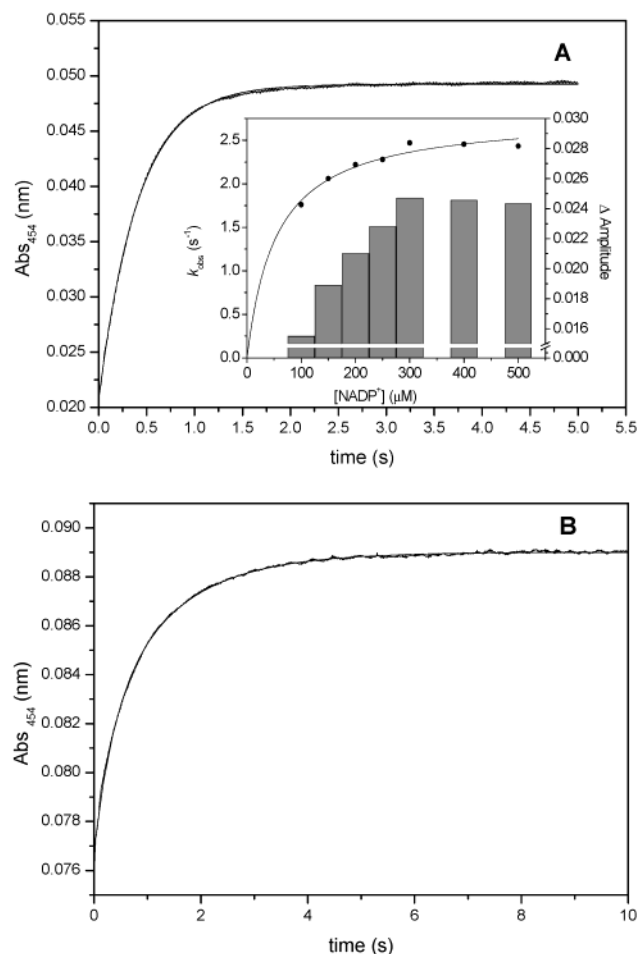 A
0.050
0.045
0.040
0.035
0.030
0.025
0.020
Abs454 (nm)
0.0 0.5 1.0 1.5 2.0 2.5 3.0 3.5 4.0 4.5 5.0 5.5
time (s)
2.5
2.0
1.5
1.0
0.5
0.0
kobs (s-1)
0.030
0.028
0.026
0.024
0.022
0.020
0.018
0.016
0.000
Δ Amplitude
0 100 200 300 400 500
[NADP+] (μM)
B
0.090
0.088
0.086
0.084
0.082
0.080
0.078
0.076
Abs 454 (nm)
0 2 4 6 8 10
time (s)